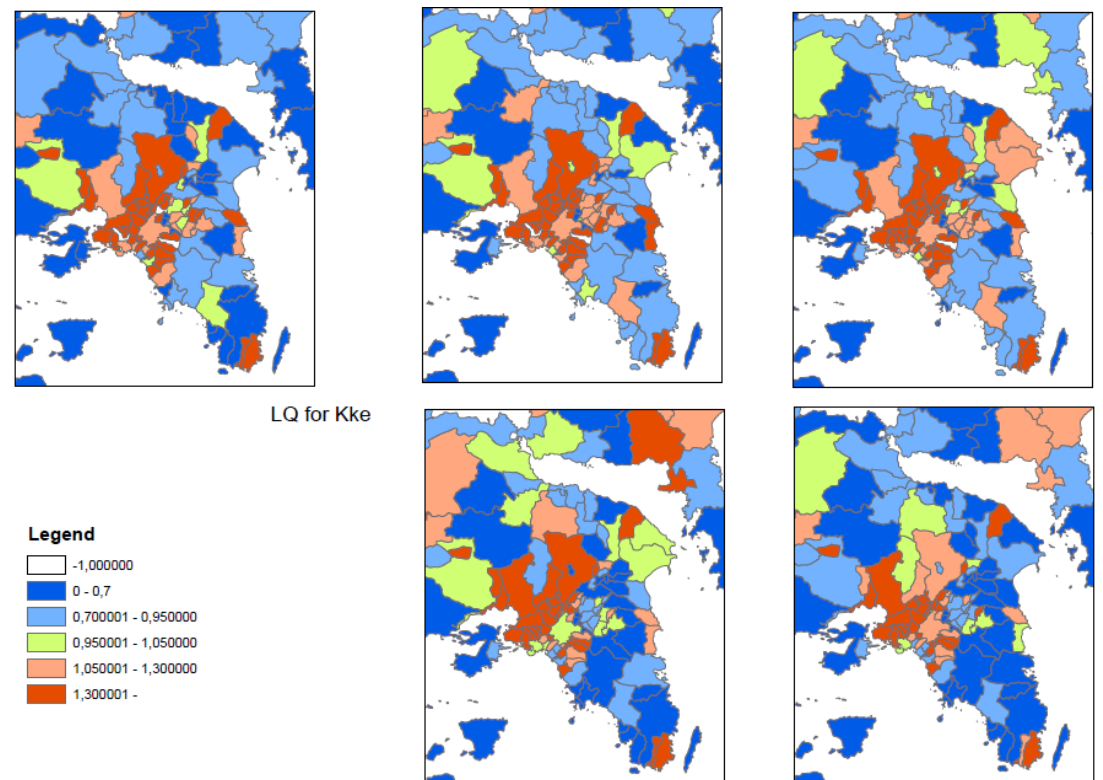 LQ for Kke
Legend
-1,000000
0 - 0,7
0,700001 - 0,950000
0,950001 - 1,050000
1,050001 - 1,300000
1,300001 -